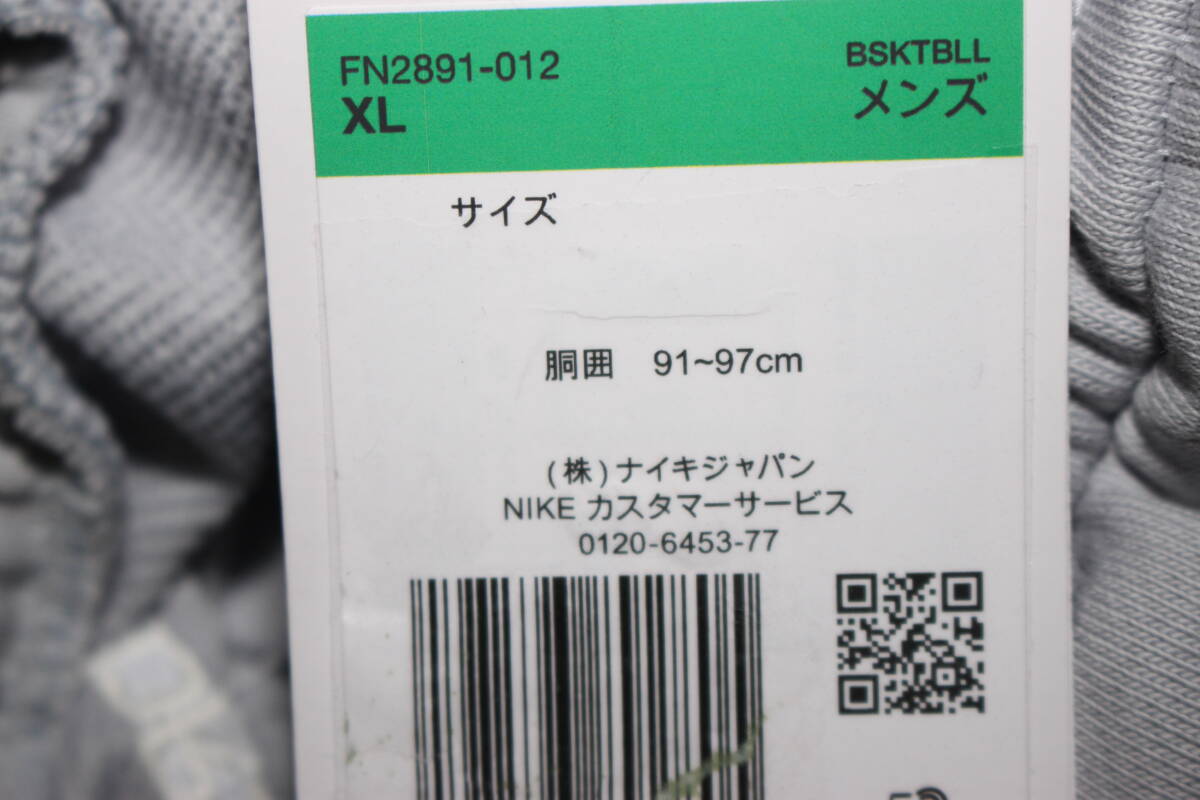 FN2891-012 BSKTBLL
XL メンズ
サイズ
胴囲 91~97cm
(株)ナイキジャパン
NIKE カスタマーサービス
0120-6453-77